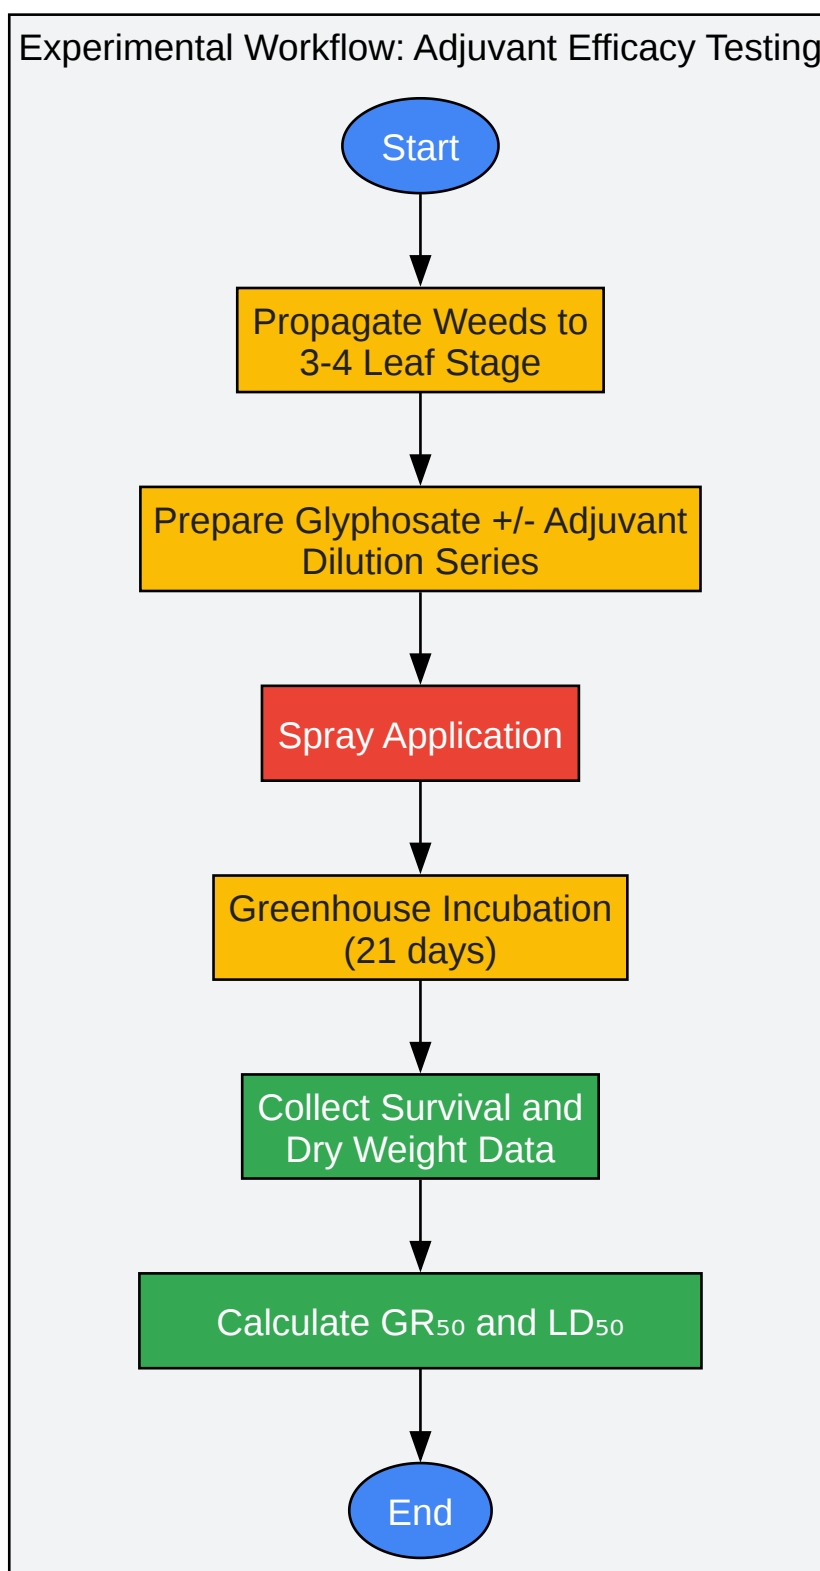 Experimental Workflow: Adjuvant Efficacy Testing
Start
Propagate Weeds to
3-4 Leaf Stage
Prepare Glyphosate +/- Adjuvant
Dilution Series
Spray Application
Greenhouse Incubation
(21 days)
Collect Survival and
Dry Weight Data
Calculate GR₅₀ and LD₅₀
End